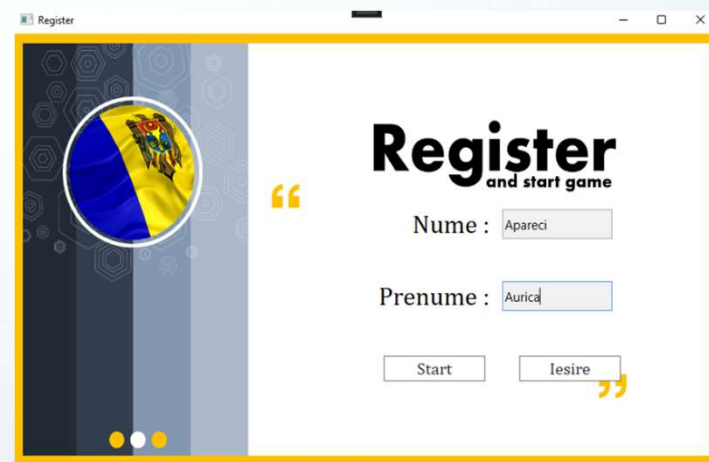 Register
Register
and start game
“
Nume : Apareci
Prenume : Aurica
Start Iesire
”